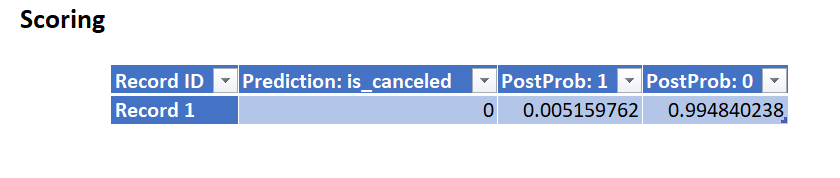 Scoring
Record ID Prediction: is_canceled PostProb: 1 PostProb: 0
Record 1 0 0.005159762 0.994840238